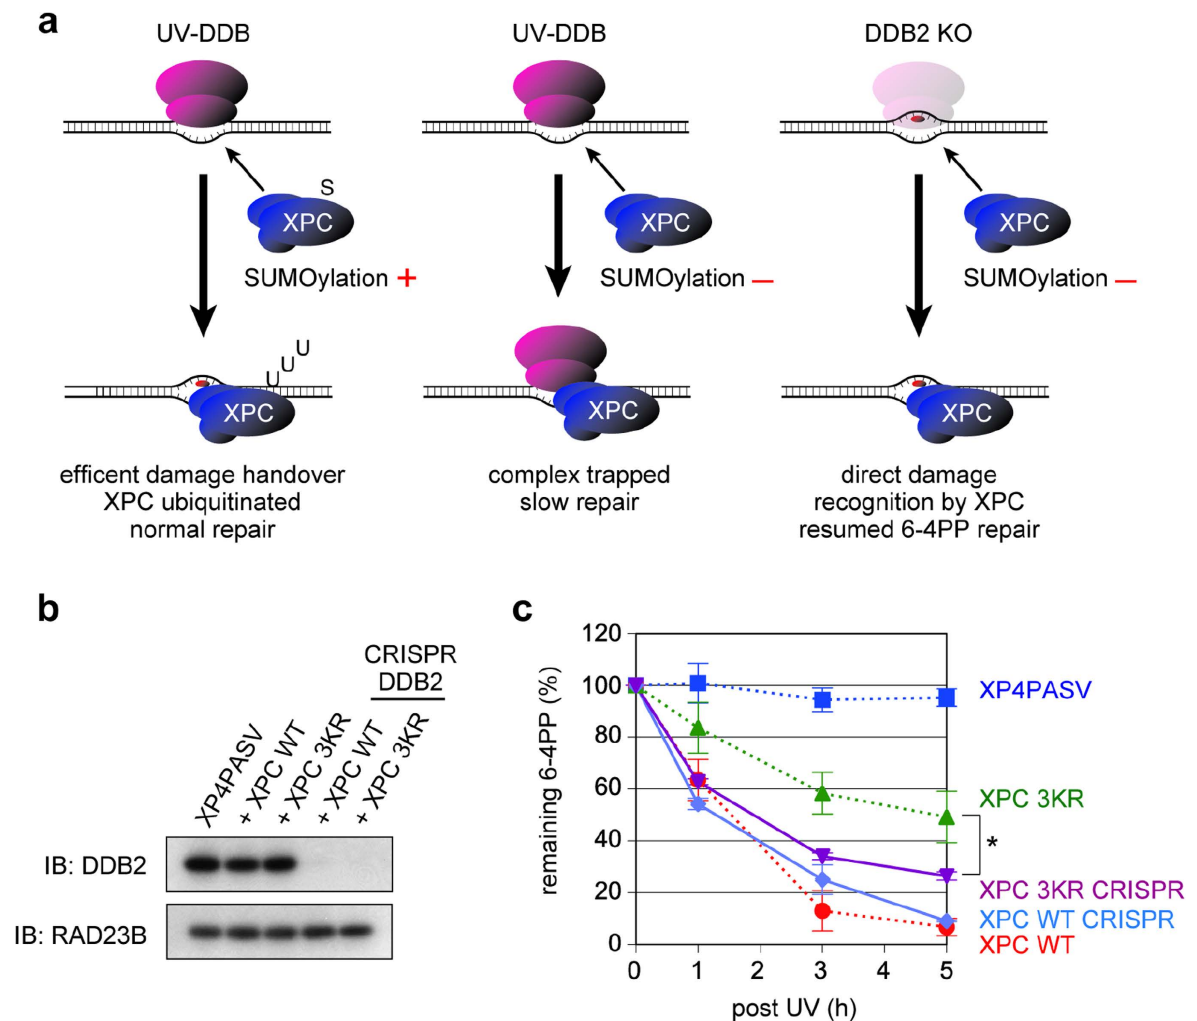 a
UV-DDB
UV-DDB
DDB2 KO
S
XPC
XPC
XPC
SUMOylation +
SUMOylation –
SUMOylation –
U
U
U
XPC
XPC
XPC
efficent damage handover
XPC ubiquitinated
normal repair
complex trapped
slow repair
direct damage
recognition by XPC
resumed 6-4PP repair
b
CRISPR
DDB2
XP4PASV
+ XPC WT
+ XPC 3KR
+ XPC WT
+ XPC 3KR
IB: DDB2
IB: RAD23B
c
120
100
80
60
40
20
0
remaining 6-4PP (%)
0 1 2 3 4 5
post UV (h)
XP4PASV
XPC 3KR
*
XPC 3KR CRISPR
XPC WT CRISPR
XPC WT